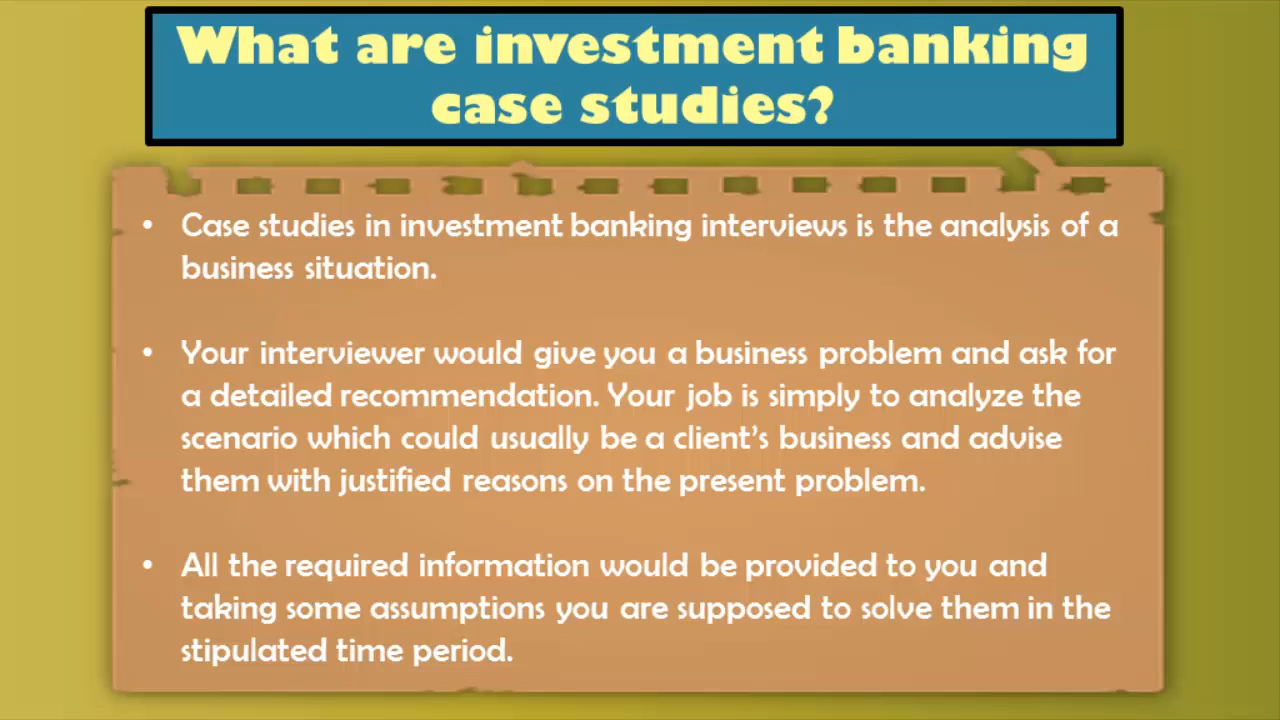 What are investment banking
case studies?
• Case studies in investment banking interviews is the analysis of a
business situation.
• Your interviewer would give you a business problem and ask for
a detailed recommendation. Your job is simply to analyze the
scenario which could usually be a client's business and advise
them with justified reasons on the present problem.
• All the required information would be provided to you and
taking some assumptions you are supposed to solve them in the
stipulated time period.